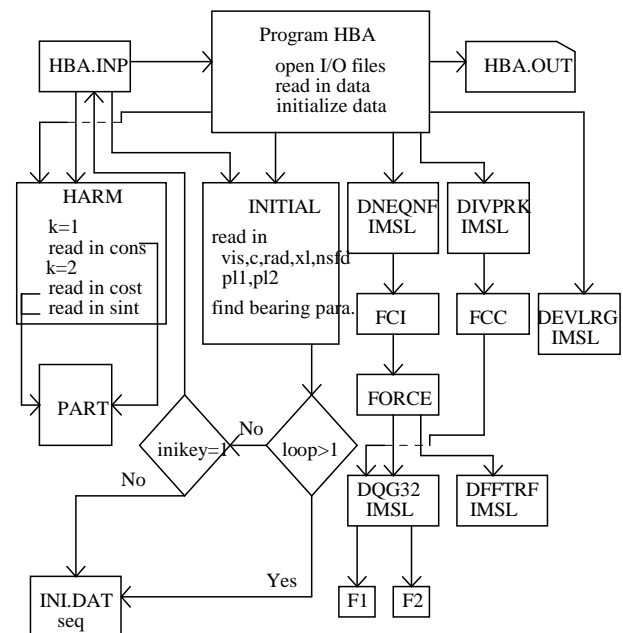 Program HBA
open I/O files
read in data
initialize data
HBA.INP
HBA.OUT
HARM
k=1
read in cons
k=2
read in cost
read in sint
INITIAL
read in
vis,c,rad,xl,nsfd
pl1,pl2
find bearing para.
DNEQNF
IMSL
DIVPRK
IMSL
FCI
FCC
DEVLRG
IMSL
PART
FORCE
inikey=1
No
loop>1
No
DQG32
IMSL
DFFTRF
IMSL
Yes
INI.DAT
seq
F1
F2